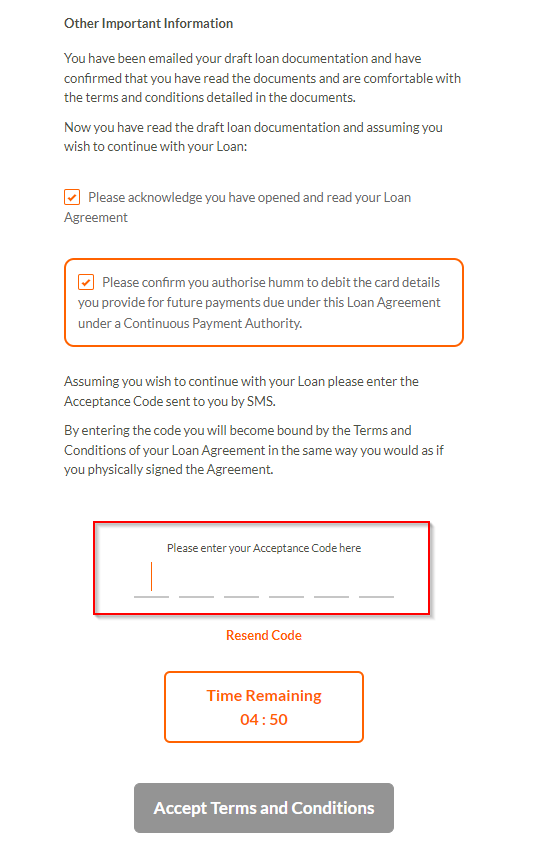 Other Important Information
You have been emailed your draft loan documentation and have
confirmed that you have read the documents and are comfortable with
the terms and conditions detailed in the documents.
Now you have read the draft loan documentation and assuming you
wish to continue with your Loan:
Please acknowledge you have opened and read your Loan
Agreement
Please confirm you authorise humm to debit the card details
you provide for future payments due under this Loan Agreement
under a Continuous Payment Authority.
Assuming you wish to continue with your Loan please enter the
Acceptance Code sent to you by SMS.
By entering the code you will become bound by the Terms and
Conditions of your Loan Agreement in the same way you would as if
you physically signed the Agreement.
Please enter your Acceptance Code here
Resend Code
Time Remaining
04 : 50
Accept Terms and Conditions